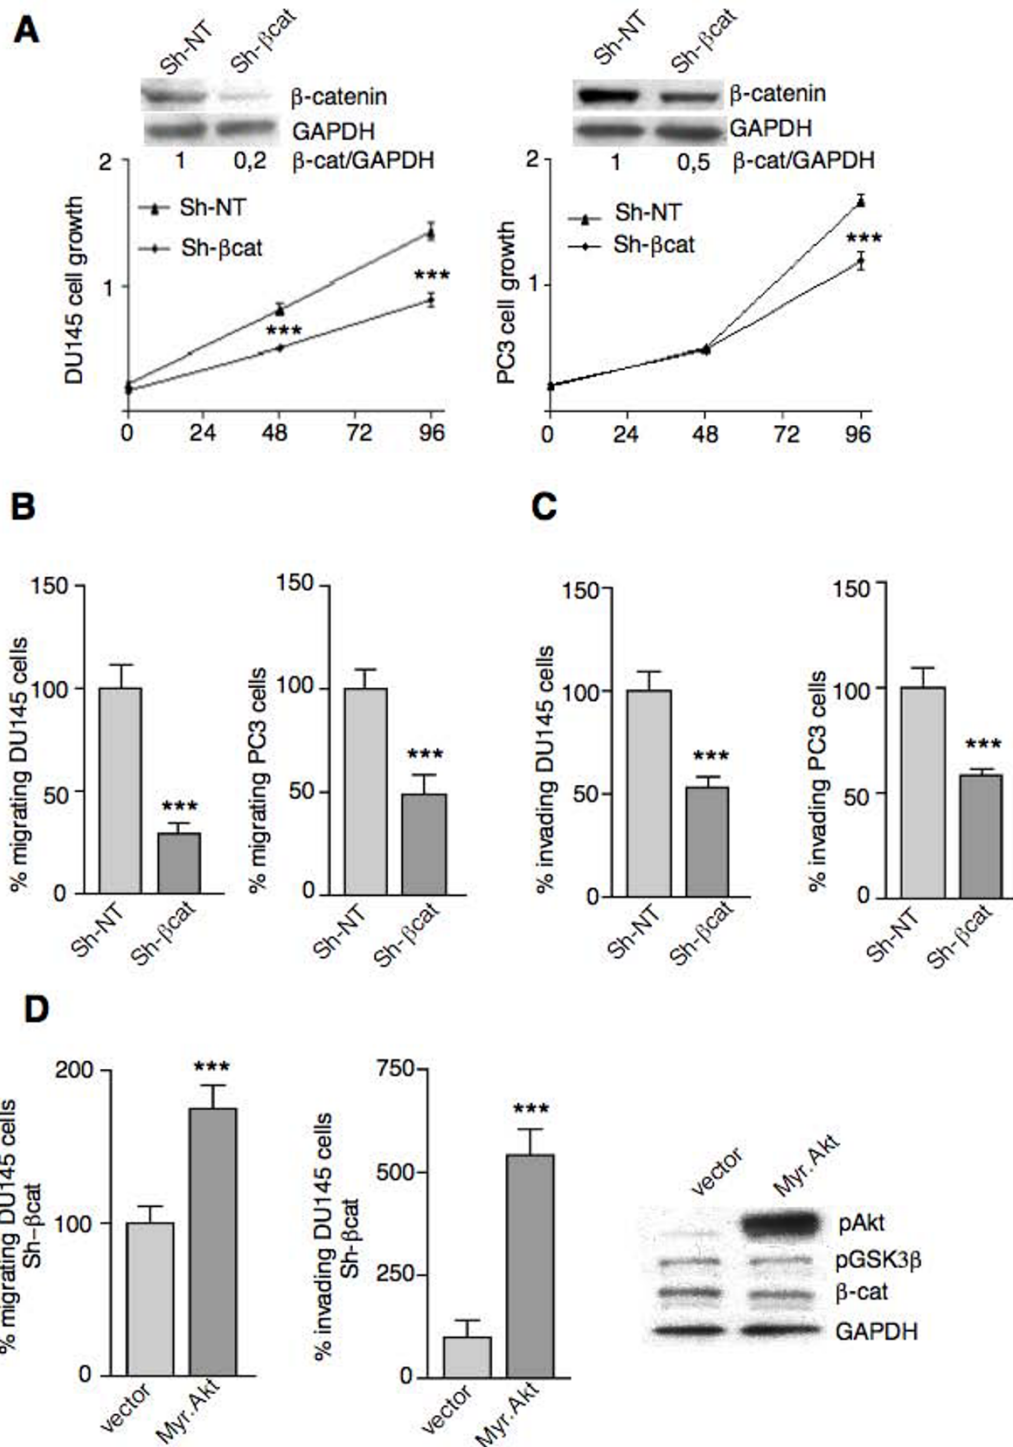 A
Sh-NT Sh-βcat
β-catenin
GAPDH
1 0,2 β-cat/GAPDH
2
1
DU145 cell growth
Sh-NT
Sh-βcat
***
***
0 24 48 72 96
Sh-NT Sh-βcat
β-catenin
GAPDH
1 0,5 β-cat/GAPDH
2
1
PC3 cell growth
Sh-NT
Sh-βcat
***
0 24 48 72 96
B
% migrating DU145 cells
150
100
50
0
***
Sh-NT Sh-βcat
% migrating PC3 cells
150
100
50
0
***
Sh-NT Sh-βcat
C
% invading DU145 cells
150
100
50
0
***
Sh-NT Sh-βcat
% invading PC3 cells
150
100
50
0
***
Sh-NT Sh-βcat
D
% migrating DU145 cells
Sh-βcat
200
100
0
***
vector Myr.Akt
% invading DU145 cells
Sh-βcat
750
500
250
0
***
vector Myr.Akt
vector Myr.Akt
pAkt
pGSK3β
β-cat
GAPDH